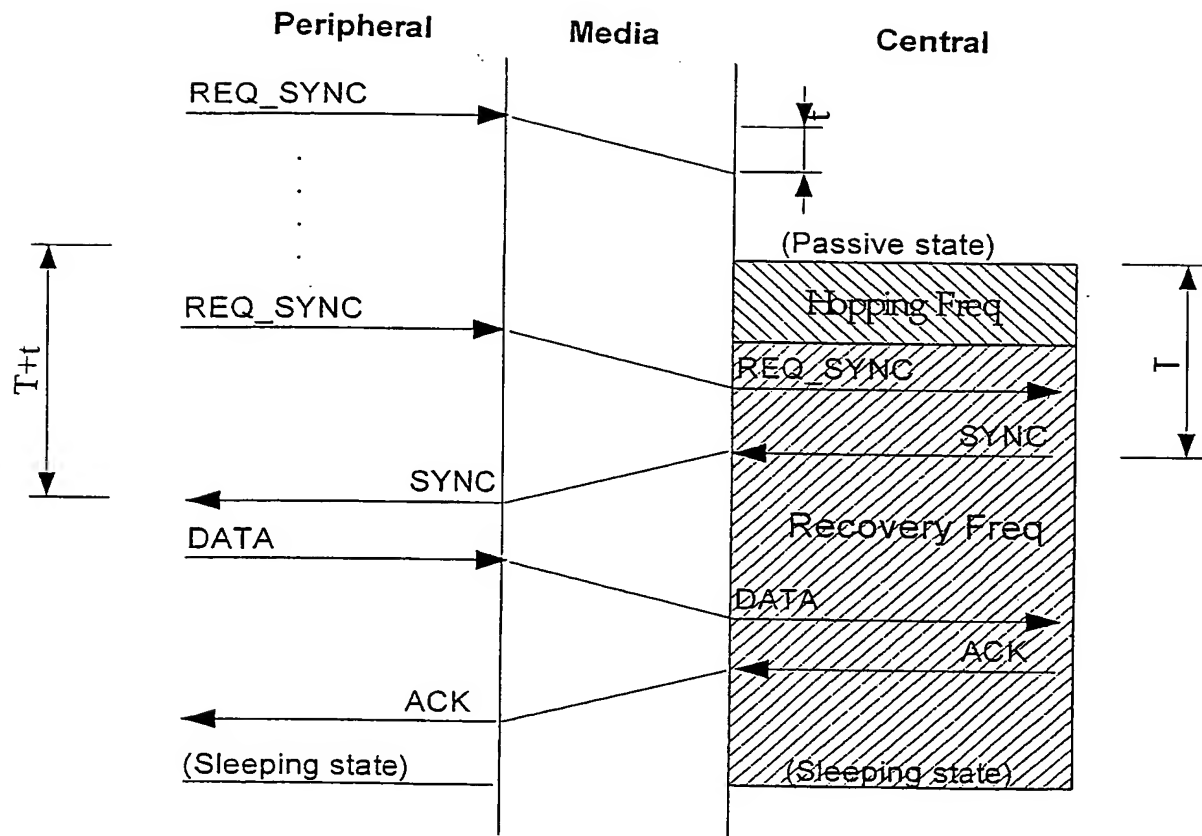 Peripheral Media Central
REQ_SYNC
t
(Passive state)
Hopping Freq
REQ_SYNC
T+t
T
REQ_SYNC
SYNC
SYNC
Recovery Freq
DATA
DATA
ACK
ACK
(Sleeping state) (Sleeping state)